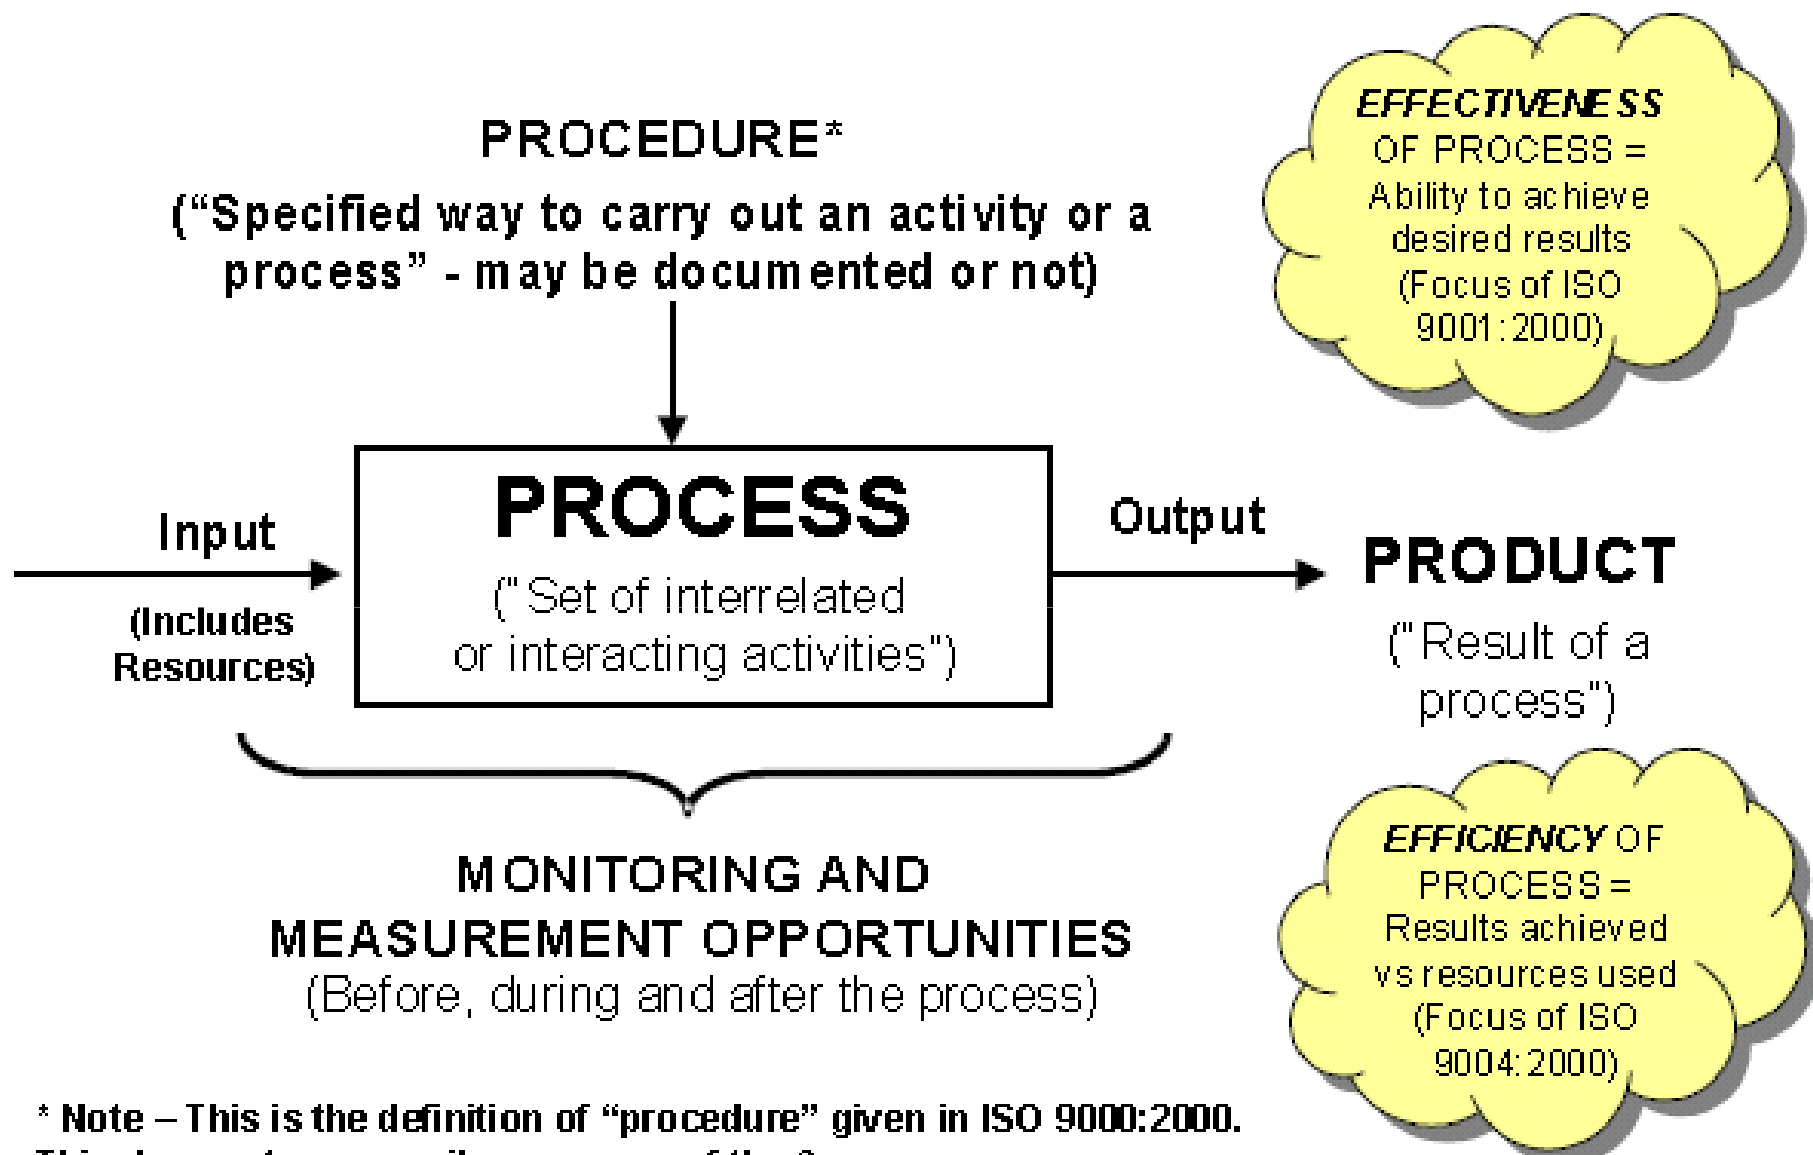 PROCEDURE*
(“Specified way to carry out an activity or a
process” - may be documented or not)
EFFECTIVENESS
OF PROCESS =
Ability to achieve
desired results
(Focus of ISO
9001:2000)
Input
(Includes
Resources)
PROCESS
("Set of interrelated
or interacting activities")
Output
PRODUCT
("Result of a
process")
MONITORING AND
MEASUREMENT OPPORTUNITIES
(Before, during and after the process)
EFFICIENCY OF
PROCESS =
Results achieved
vs resources used
(Focus of ISO
9004:2000)
* Note – This is the definition of “procedure” given in ISO 9000:2000.